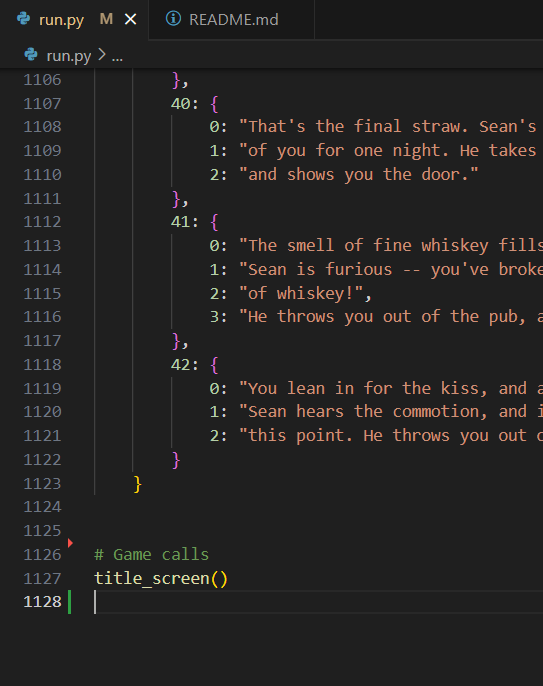 run.py M README.md
run.py > ...
1106 },
1107 40: {
1108 0: "That's the final straw. Sean's
1109 1: "of you for one night. He takes
1110 2: "and shows you the door."
1111 },
1112 41: {
1113 0: "The smell of fine whiskey fills
1114 1: "Sean is furious -- you've broke
1115 2: "of whiskey!",
1116 3: "He throws you out of the pub, a
1117 },
1118 42: {
1119 0: "You lean in for the kiss, and a
1120 1: "Sean hears the commotion, and i
1121 2: "this point. He throws you out o
1122 }
1123 }
1124
1125
1126 # Game calls
1127 title_screen()
1128